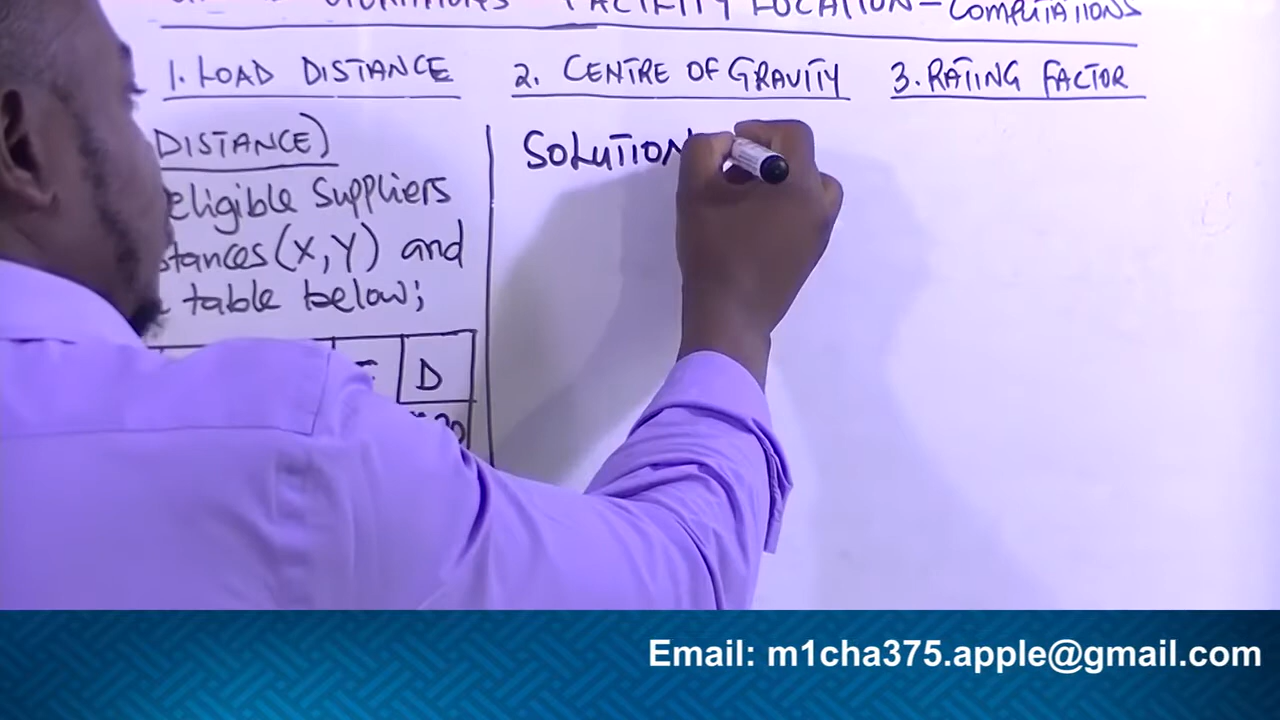 FACILITY LOCATION - COMPUTATIONS
1. LOAD DISTANCE
2. CENTRE OF GRAVITY
3. RATING FACTOR
DISTANCE)
eligible Suppliers
stances (X, Y) and
table below;
D
SOLUTION
Email: m1cha375.apple@gmail.com